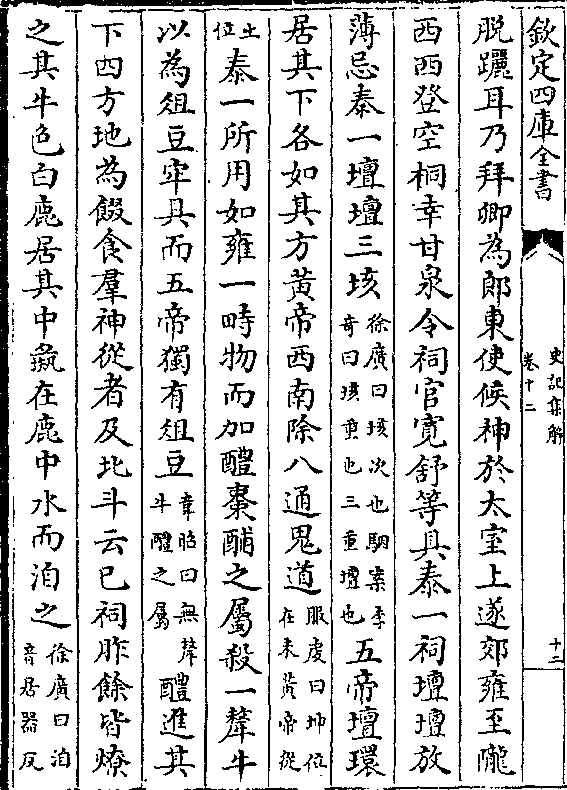 欽定四庫全書
史記集解
卷十二
十二
脫躧耳乃拜卿為郎東使候神於太室上遂郊雍至隴
西西登空桐幸甘泉令祠官寛舒等具泰一祠壇壇放
薄忌泰一壇壇三垓徐廣曰垓次也駰案李奇曰垓重也三重壇也五帝壇環
居其下各如其方黄帝西南除八通鬼道服虔曰坤位在未黄帝從
土位泰一所用如雍一畤物而加醴棗脯之屬殺一犛牛
以為俎豆牢具而五帝獨有俎豆韋昭曰無犛牛醴之屬醴進其
下四方地為餟食羣神從者及北斗云已祠胙餘皆燎
之其牛色白鹿居其中彘在鹿中水而洎之徐廣曰洎音居器反